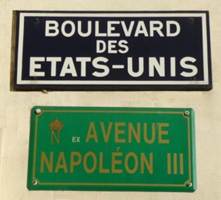 BOULEVARD
DES
ETATS-UNIS
N
EX AVENUE
NAPOLÉON III